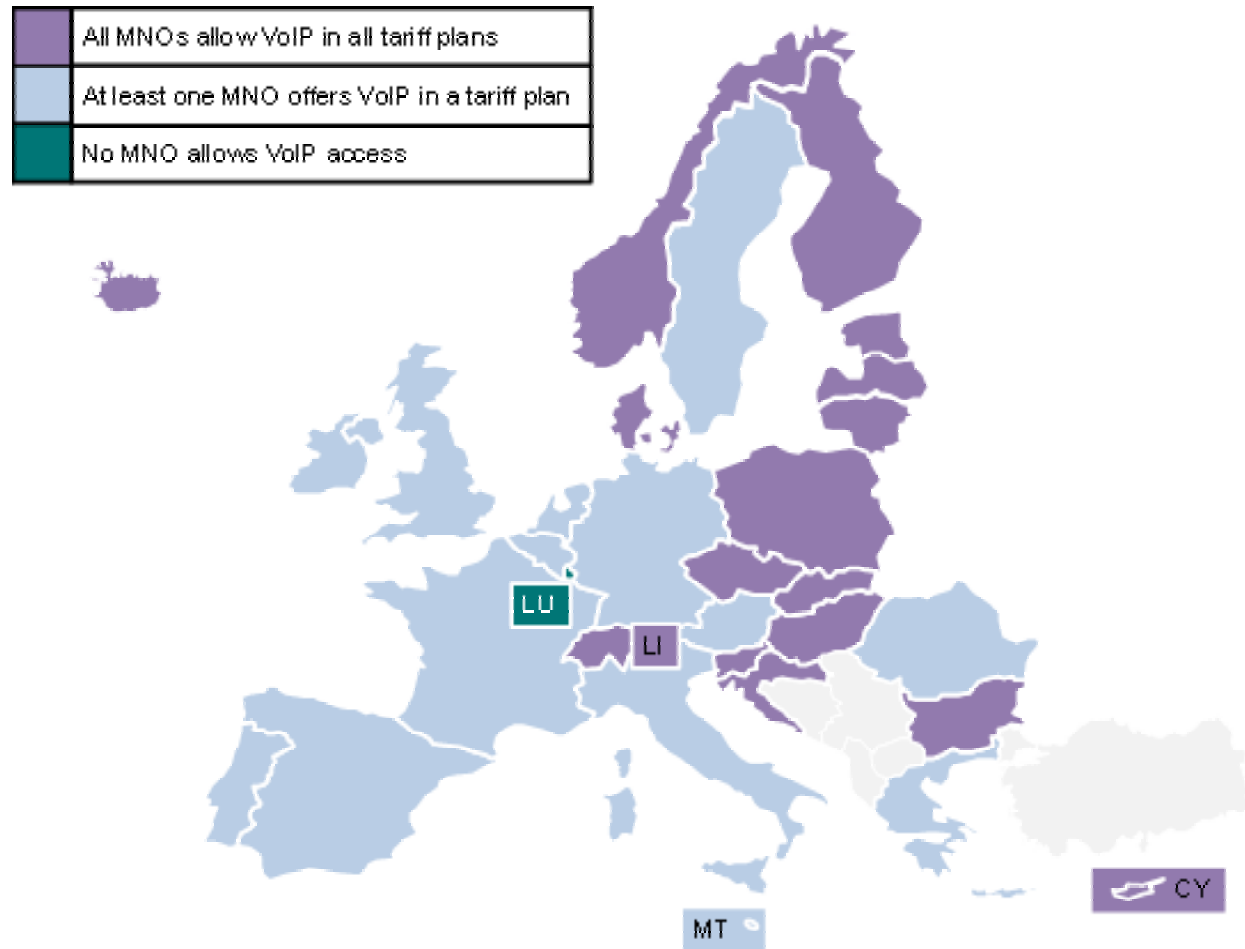 All MNOs allow VoIP in all tariff plans
At least one MNO offers VoIP in a tariff plan
No MNO allows VoIP access
LU
LI
CY
MT